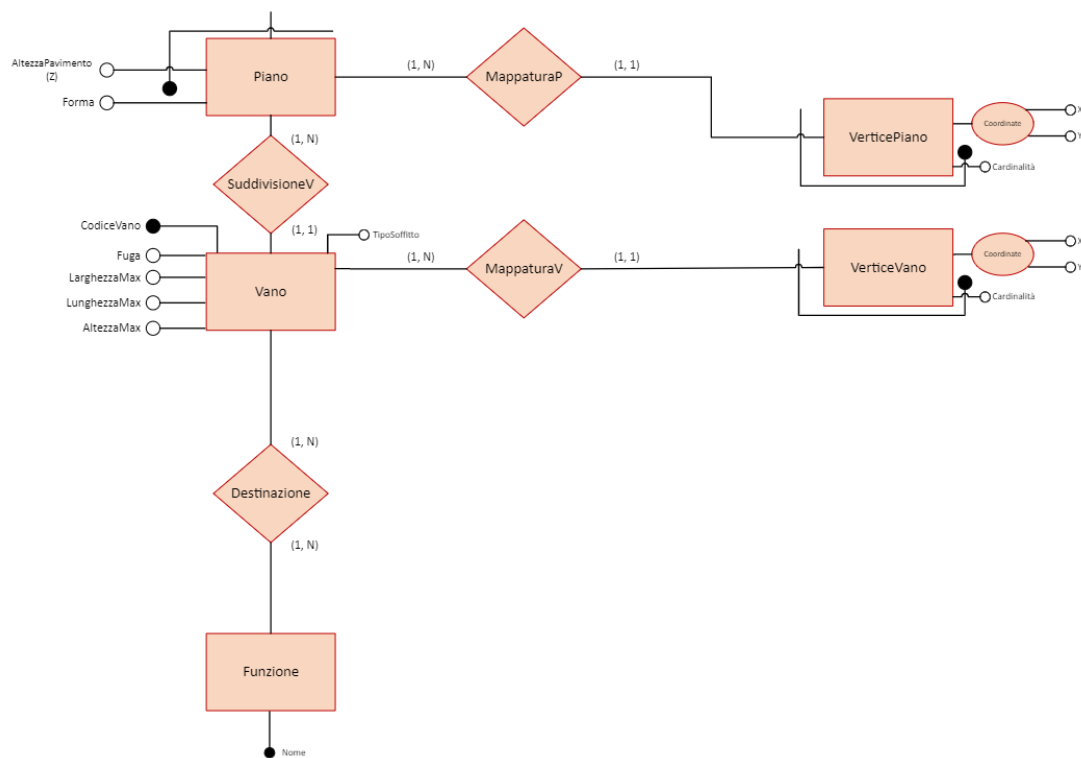 AltezzaPavimento
(Z)
Forma
Piano
(1, N)
MappaturaP
(1, 1)
VerticePiano
Coordinate
X
Y
Cardinalità
(1, N)
SuddivisioneV
(1, 1)
CodiceVano
Fuga
LarghezzaMax
LunghezzaMax
AltezzaMax
TipoSoffitto
Vano
(1, N)
MappaturaV
(1, 1)
VerticeVano
Coordinate
X
Y
Cardinalità
(1, N)
Destinazione
(1, N)
Funzione
Nome